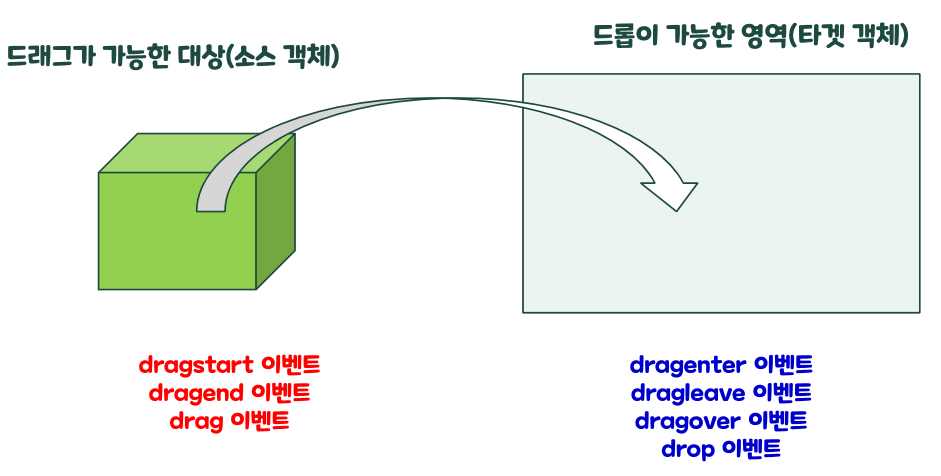 드래그가 가능한 대상(소스 객체)
드롭이 가능한 영역(타겟 객체)
dragstart 이벤트
dragend 이벤트
drag 이벤트
dragenter 이벤트
dragleave 이벤트
dragover 이벤트
drop 이벤트